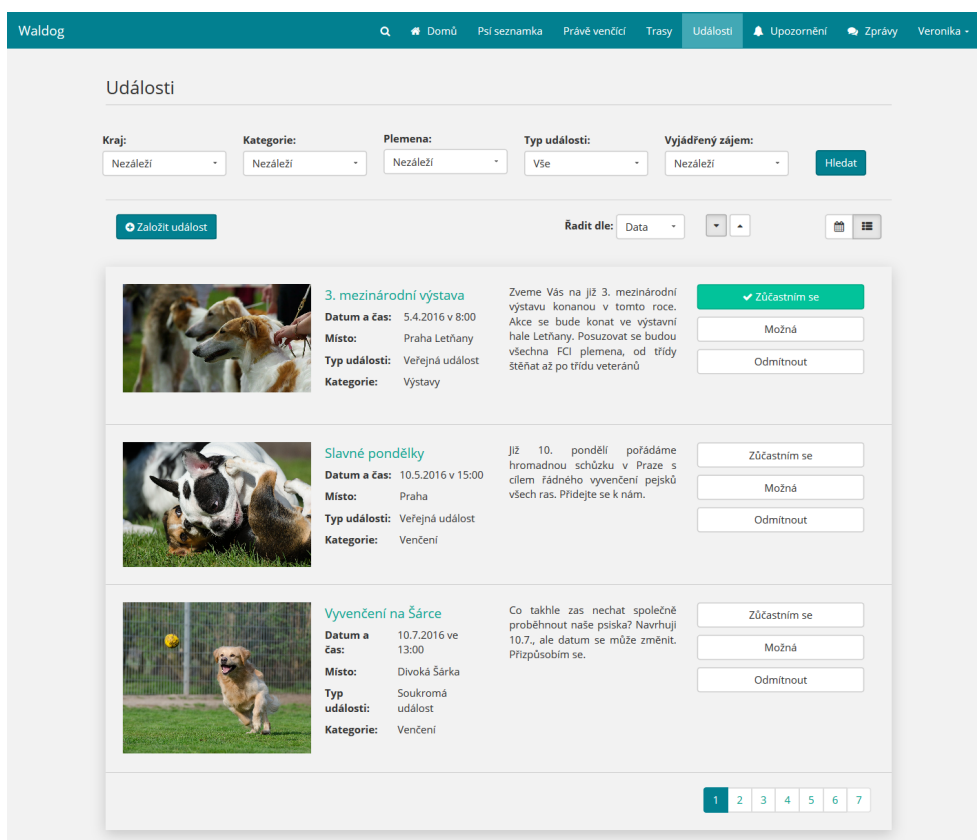 Waldog
Domů
Psí seznamka
Právě venčící
Trasy
Události
Upozornění
Zprávy
Veronika
Události
Kraj:
Kategorie:
Plemena:
Typ události:
Vyjádřený zájem:
Nezáleží
Nezáleží
Nezáleží
Vše
Nezáleží
Hledat
Založit událost
Řadit dle:
Data
3. mezinárodní výstava
Datum a čas: 5.4.2016 v 8:00
Místo: Praha Letňany
Typ události: Veřejná událost
Kategorie: Výstavy
Zveme Vás na již 3. mezinárodní
výstavu konanou v tomto roce.
Akce se bude konat ve výstavní
hale Letňany. Posuzovat se budou
všechna FCI plemena, od třídy
štěňat až po třídu veteránů
Zůčastním se
Možná
Odmítnout
Slavné pondělky
Datum a čas: 10.5.2016 v 15:00
Místo: Praha
Typ události: Veřejná událost
Kategorie: Venčení
Již 10. pondělí pořádáme
hromadnou schůzku v Praze s
cílem řádného vyvenčení pejsků
všech ras. Přidejte se k nám.
Zůčastním se
Možná
Odmítnout
Vyvenčení na Šárce
Datum a 10.7.2016 ve
čas: 13:00
Místo: Divoká Šárka
Typ Soukromá
události: událost
Kategorie: Venčení
Co takhle zas nechat společně
proběhnout naše psiska? Navrhuji
10.7., ale datum se může změnit.
Přizpůsobím se.
Zůčastním se
Možná
Odmítnout
1 2 3 4 5 6 7